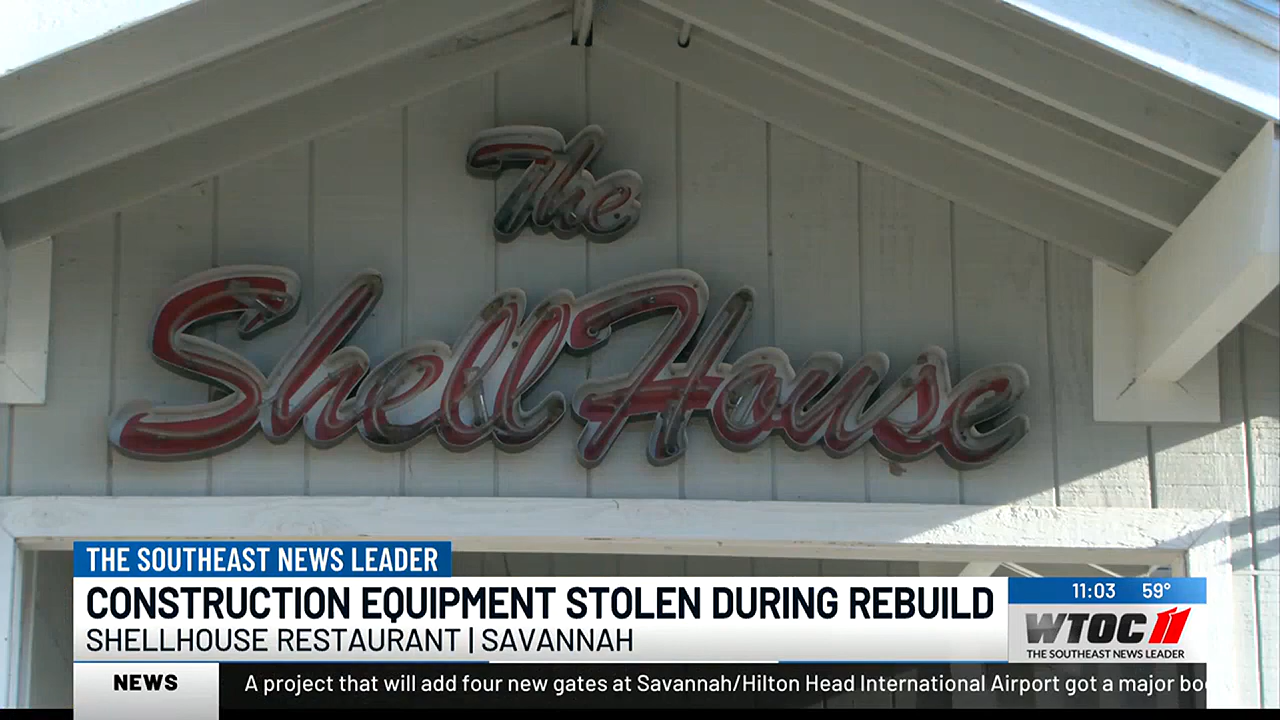 The
Shell House
THE SOUTHEAST NEWS LEADER
CONSTRUCTION EQUIPMENT STOLEN DURING REBUILD
SHELLHOUSE RESTAURANT | SAVANNAH
11:03 59°
WTOC 11
THE SOUTHEAST NEWS LEADER
NEWS
A project that will add four new gates at Savannah/Hilton Head International Airport got a major